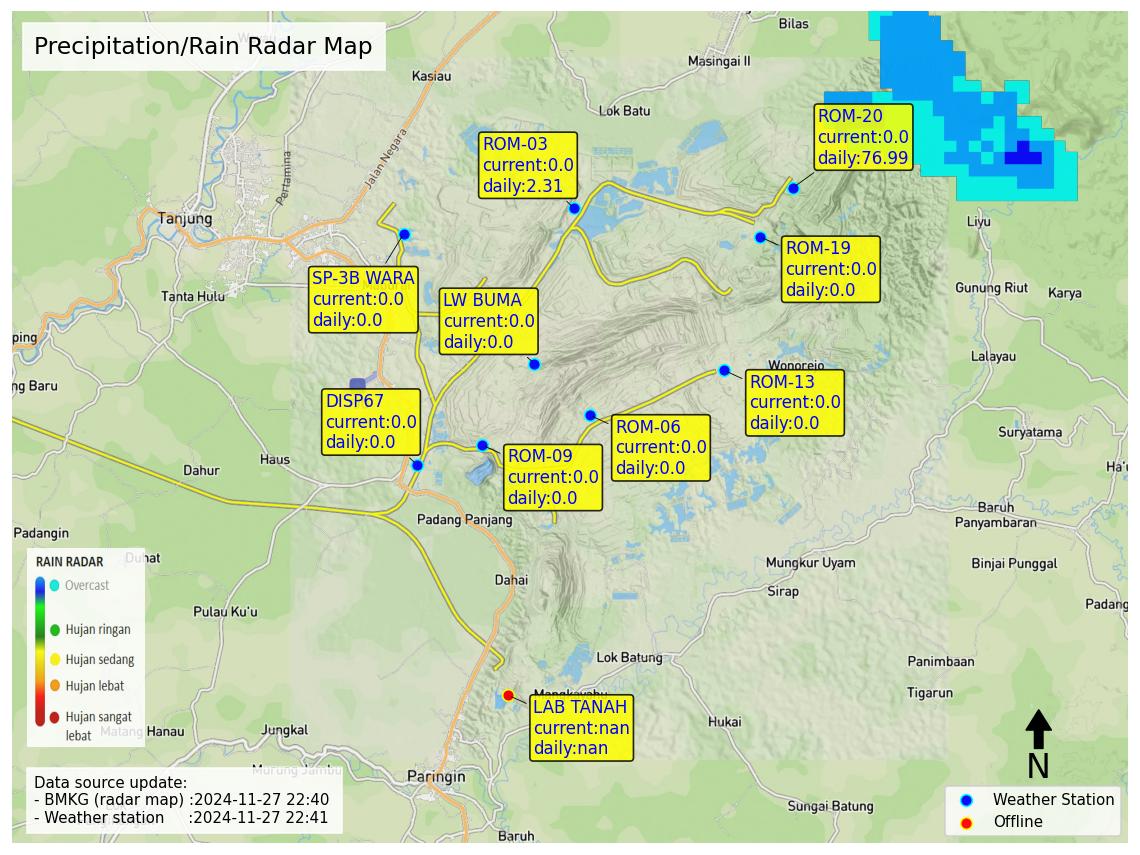 Precipitation/Rain Radar Map
Bilas
Masingai II
Kasiau
Lok Batu
Pertamina
Jalan Negara
Tanjung
ROM-03
current:0.0
daily:2.31
ROM-20
current:0.0
daily:76.99
Liyu
ROM-19
current:0.0
daily:0.0
SP-3B WARA
current:0.0
daily:0.0
LW BUMA
current:0.0
daily:0.0
Tanta Hulu
Gunung Riut
Karya
ping
Lalayau
Wonorejo
ng Baru
ROM-13
current:0.0
daily:0.0
DISP67
current:0.0
daily:0.0
ROM-06
current:0.0
daily:0.0
Suryatama
ROM-09
current:0.0
daily:0.0
Haus
Dahur
Baruh
Panyambaran
Padang Panjang
Padangin
Duhat
Mungkur Uyam
Binjai Punggal
Dahai
Sirap
Padang
Pulau Ku'u
RAIN RADAR
Overcast
Hujan ringan
Hujan sedang
Hujan lebat
Hujan sangat
lebat
Lok Batung
Panimbaan
Tigarun
LAB TANAH
current:nan
daily:nan
Hanau
Jungkal
Hukai
N
Paringin
Data source update:
- BMKG (radar map) :2024-11-27 22:40
- Weather station :2024-11-27 22:41
Sungai Batung
Baruh
Weather Station
Offline